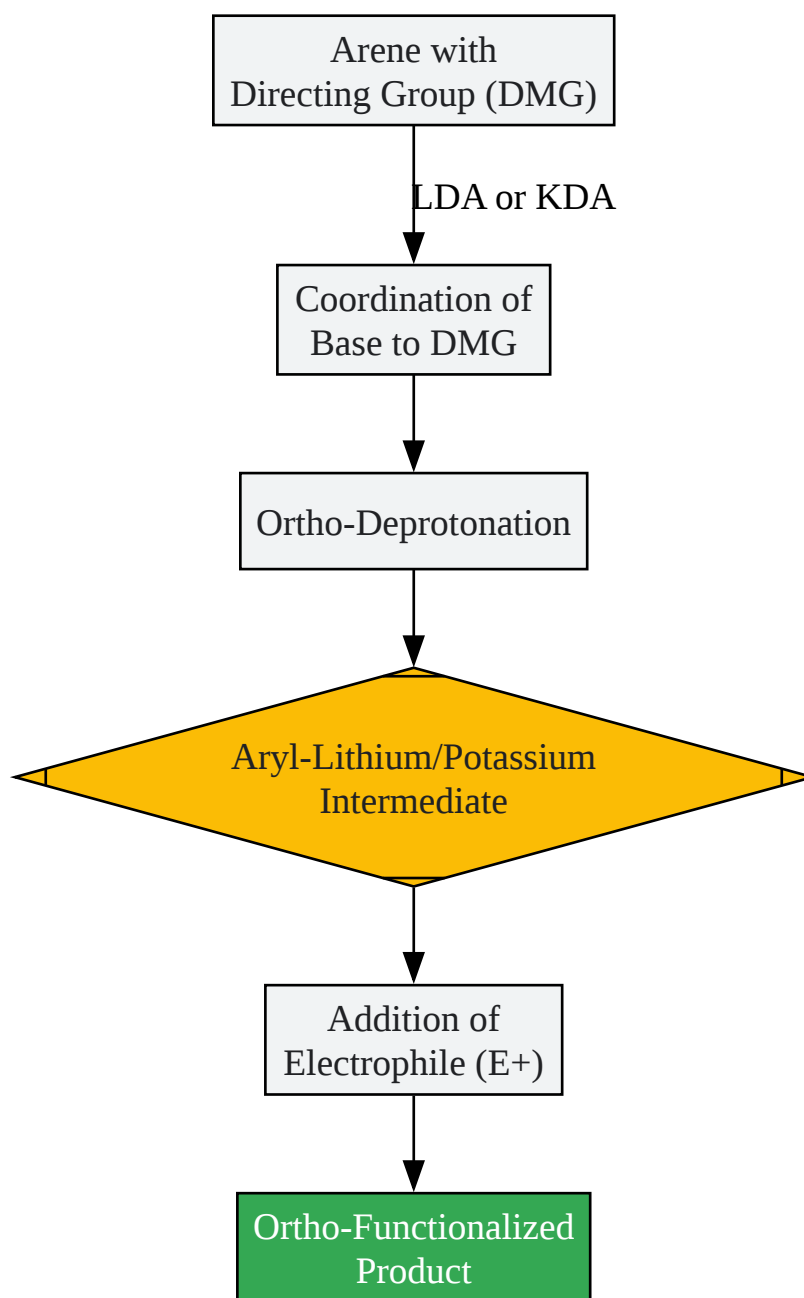 Arene with
Directing Group (DMG)
LDA or KDA
Coordination of
Base to DMG
Ortho-Deprotonation
Aryl-Lithium/Potassium
Intermediate
Addition of
Electrophile (E+)
Ortho-Functionalized
Product